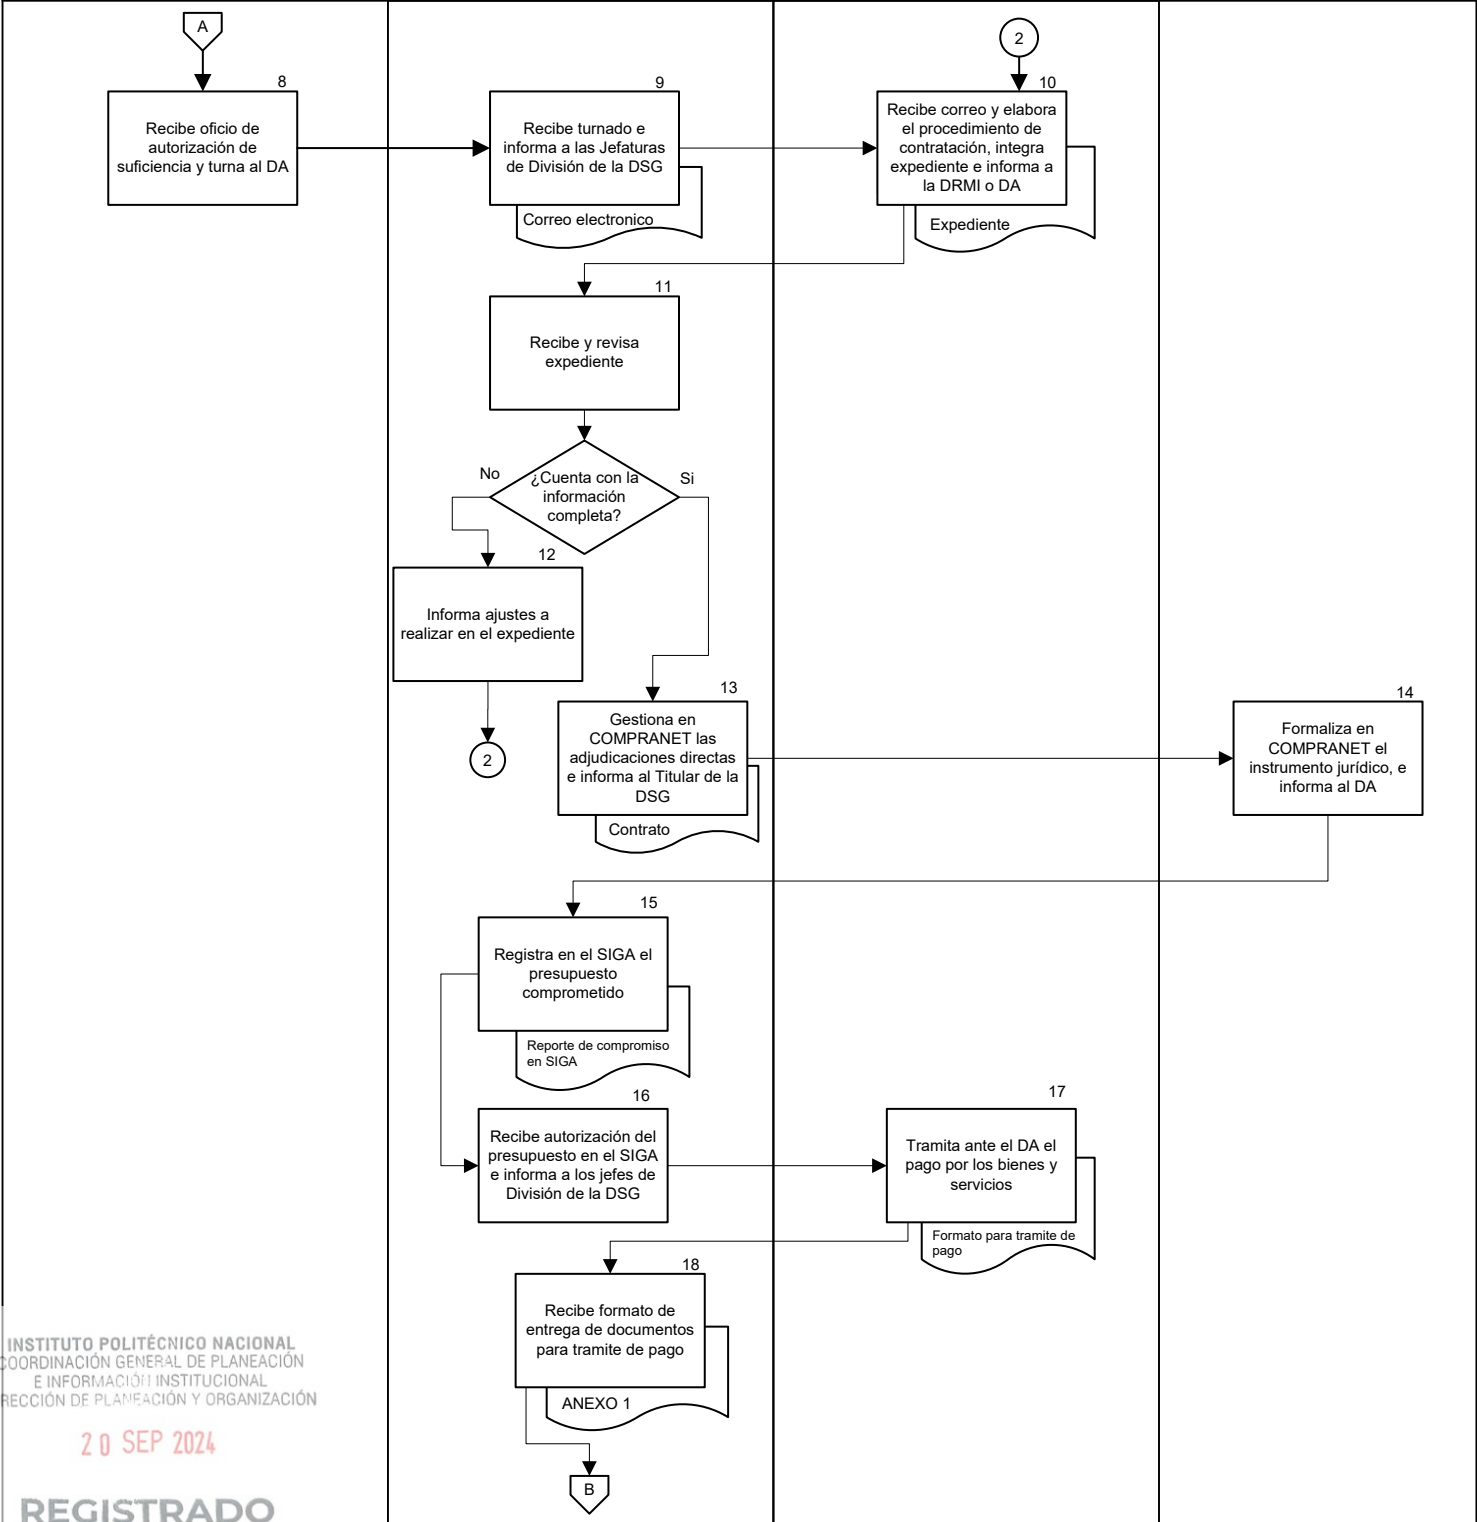 A
2
8
Recibe oficio de
autorización de
suficiencia y turna al DA
9
Recibe turnado e
informa a las Jefaturas
de División de la DSG
Correo electronico
10
Recibe correo y elabora
el procedimiento de
contratación, integra
expediente e informa a
la DRMI o DA
Expediente
11
Recibe y revisa
expediente
No
¿Cuenta con la
información
completa?
Si
12
Informa ajustes a
realizar en el expediente
2
13
Gestiona en
COMPRANET las
adjudicaciones directas
e informa al Titular de la
DSG
Contrato
14
Formaliza en
COMPRANET el
instrumento jurídico, e
informa al DA
15
Registra en el SIGA el
presupuesto
comprometido
Reporte de compromiso
en SIGA
16
Recibe autorización del
presupuesto en el SIGA
e informa a los jefes de
División de la DSG
17
Tramita ante el DA el
pago por los bienes y
servicios
Formato para tramite de
pago
18
Recibe formato de
entrega de documentos
para tramite de pago
ANEXO 1
B
INSTITUTO POLITÉCNICO NACIONAL
COORDINACIÓN GENERAL DE PLANEACIÓN
E INFORMACIÓN INSTITUCIONAL
RECCIÓN DE PLANEACIÓN Y ORGANIZACIÓN
20 SEP 2024
REGISTRADO